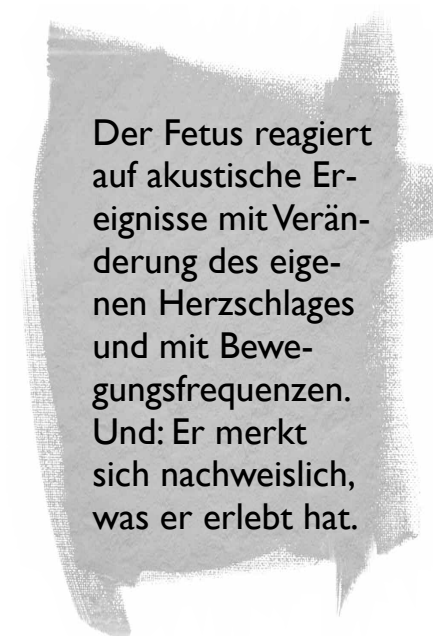 Der Fetus reagiert
auf akustische Er-
eignisse mit Verän-
derung des eige-
nen Herzschlages
und mit Bewe-
gungsfrequenzen.
Und: Er merkt
sich nachweislich,
was er erlebt hat.